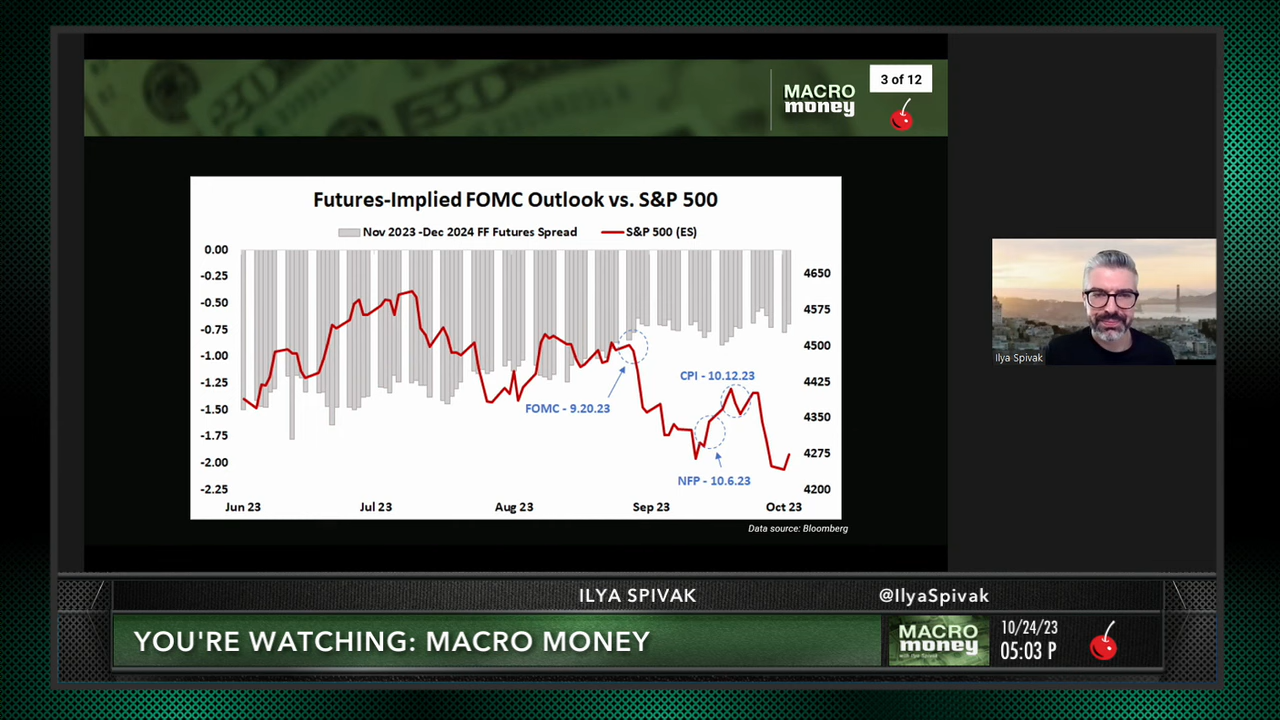 MACRO
money
3 of 12
Futures-Implied FOMC Outlook vs. S&P 500
Nov 2023 -Dec 2024 FF Futures Spread
S&P 500 (ES)
0.00
-0.25
-0.50
-0.75
-1.00
-1.25
-1.50
-1.75
-2.00
-2.25
4650
4575
4500
4425
4350
4275
4200
CPI - 10.12.23
FOMC - 9.20.23
NFP - 10.6.23
Jun 23
Jul 23
Aug 23
Sep 23
Oct 23
Data source: Bloomberg
Ilya Spivak
ILYA SPIVAK
@IlyaSpivak
YOU'RE WATCHING: MACRO MONEY
MACRO
money
with Ilya Spivak
10/24/23
05:03 P